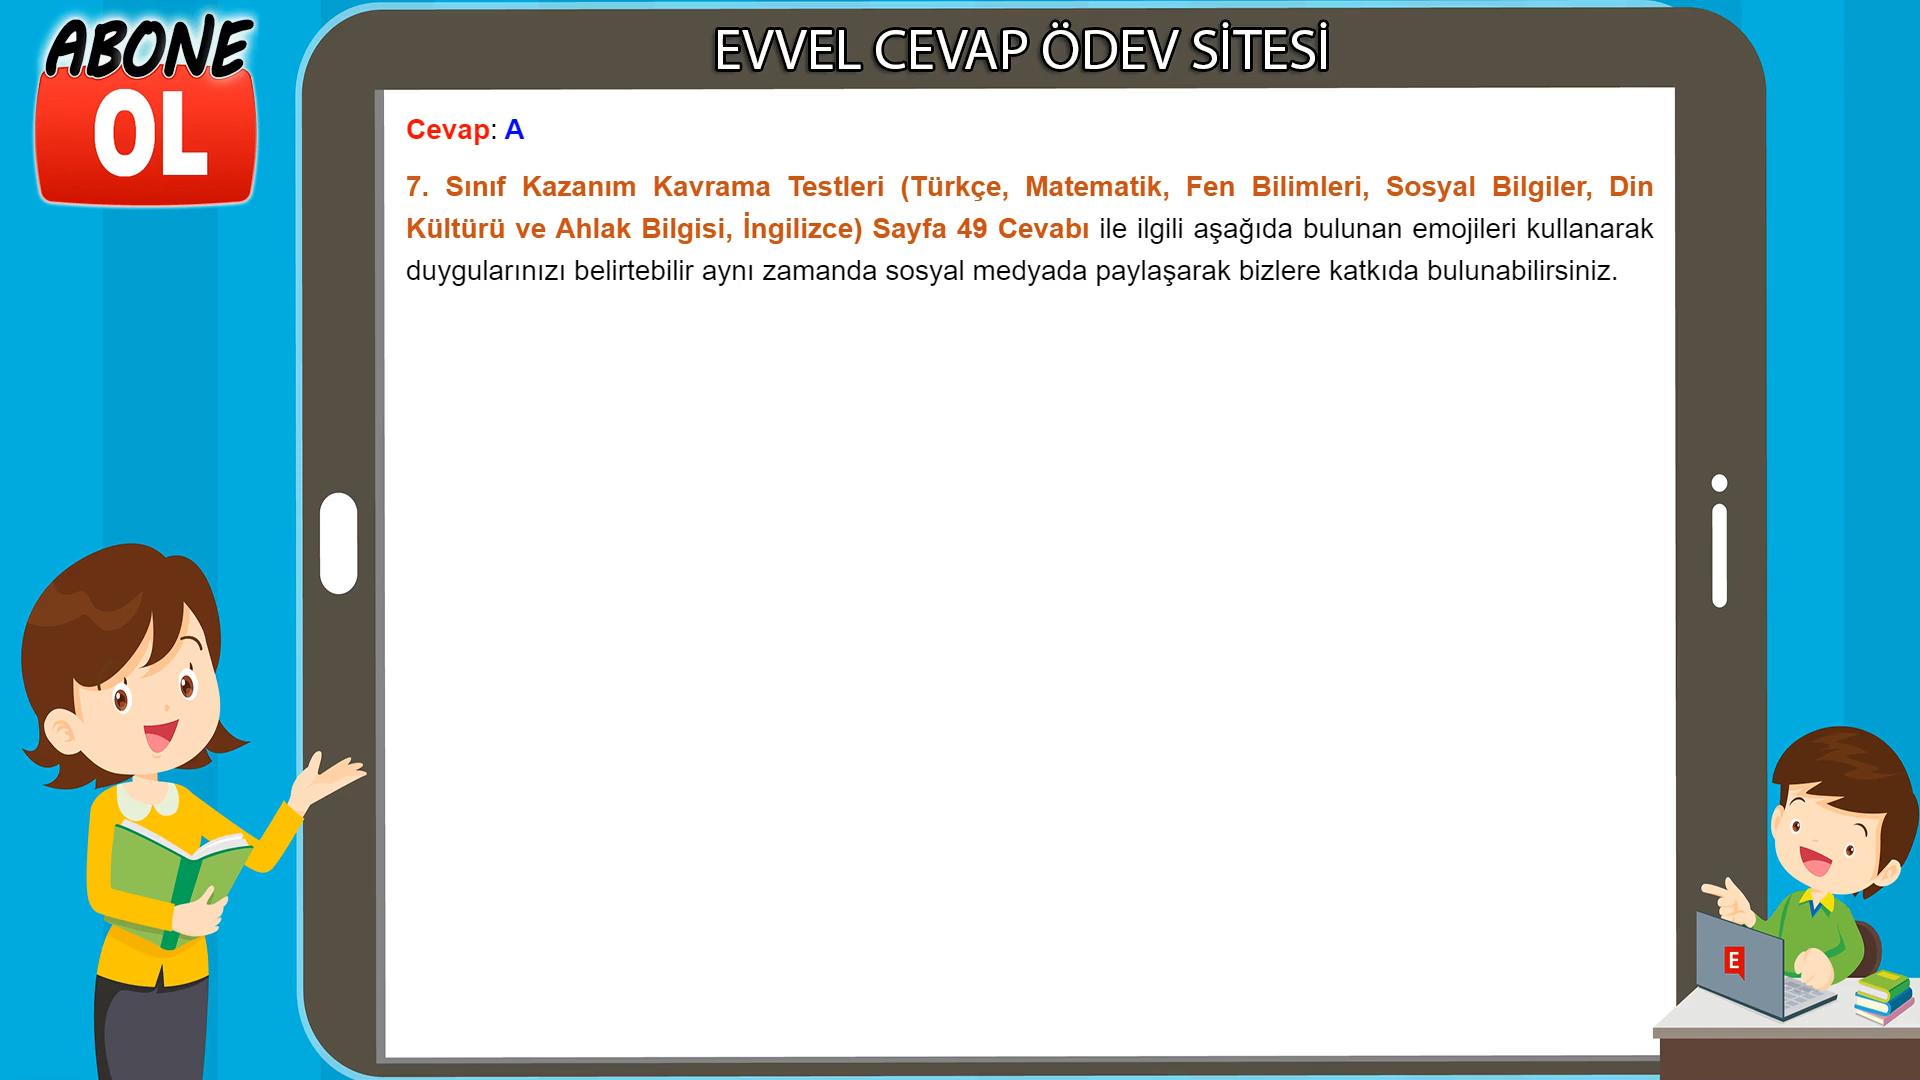 ABONE
OL
EVVEL CEVAP ÖDEV SİTESİ
Cevap: A
7. Sınıf Kazanım Kavrama Testleri (Türkçe, Matematik, Fen Bilimleri, Sosyal Bilgiler, Din
Kültürü ve Ahlak Bilgisi, İngilizce) Sayfa 49 Cevabı ile ilgili aşağıda bulunan emojileri kullanarak
duygularınızı belirtebilir aynı zamanda sosyal medyada paylaşarak bizlere katkıda bulunabilirsiniz.
E